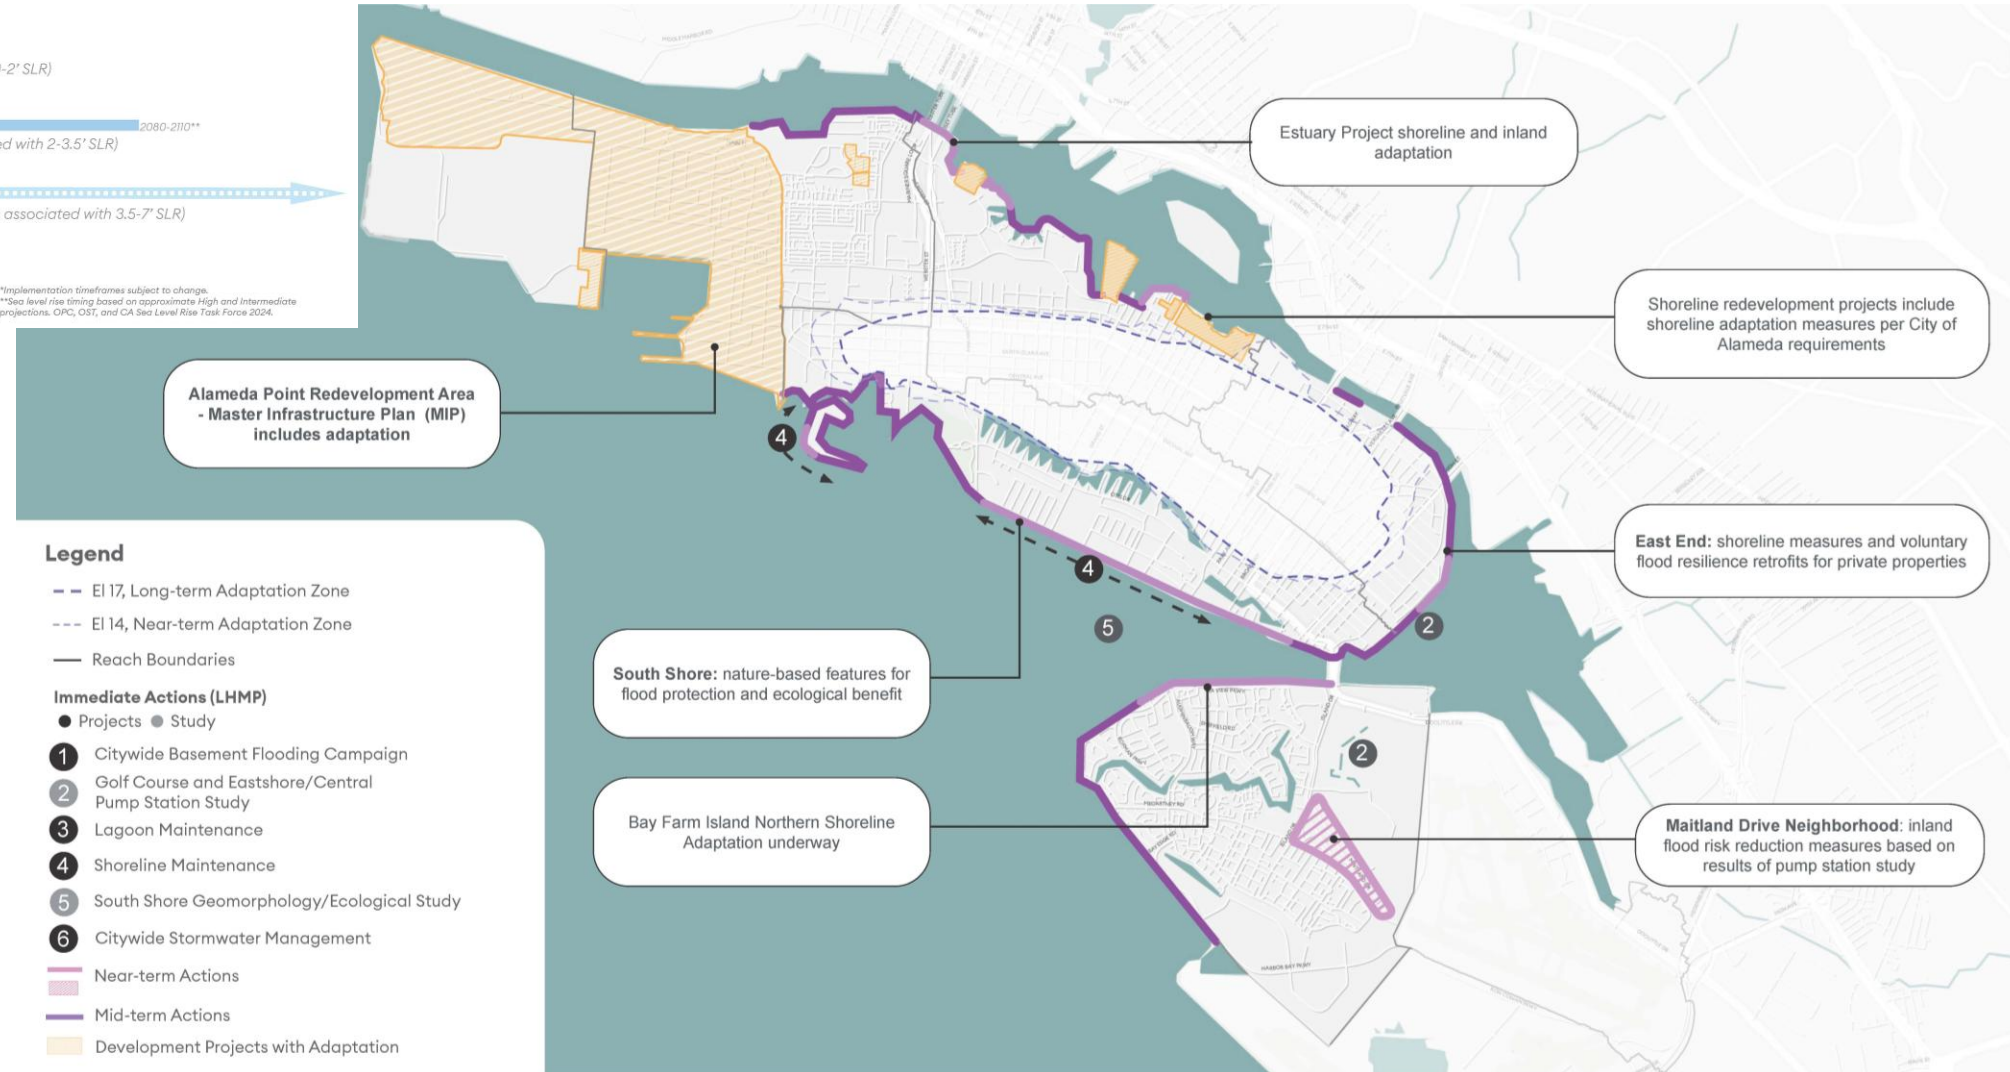 -2' SLR)
2080-2110**
ed with 2-3.5' SLR)
associated with 3.5-7' SLR)
*Implementation timeframes subject to change.
**Sea level rise timing based on approximate High and Intermediate
projections. OPC, OST, and CA Sea Level Rise Task Force 2024.
Estuary Project shoreline and inland
adaptation
Shoreline redevelopment projects include
shoreline adaptation measures per City of
Alameda requirements
Alameda Point Redevelopment Area
- Master Infrastructure Plan (MIP)
includes adaptation
4
East End: shoreline measures and voluntary
flood resilience retrofits for private properties
4
5
2
South Shore: nature-based features for
flood protection and ecological benefit
2
Bay Farm Island Northern Shoreline
Adaptation underway
Maitland Drive Neighborhood: inland
flood risk reduction measures based on
results of pump station study
HARBOR BAY PKWY
Legend
El 17, Long-term Adaptation Zone
El 14, Near-term Adaptation Zone
Reach Boundaries
Immediate Actions (LHMP)
Projects Study
1 Citywide Basement Flooding Campaign
2 Golf Course and Eastshore/Central
Pump Station Study
3 Lagoon Maintenance
4 Shoreline Maintenance
5 South Shore Geomorphology/Ecological Study
6 Citywide Stormwater Management
Near-term Actions
Mid-term Actions
Development Projects with Adaptation